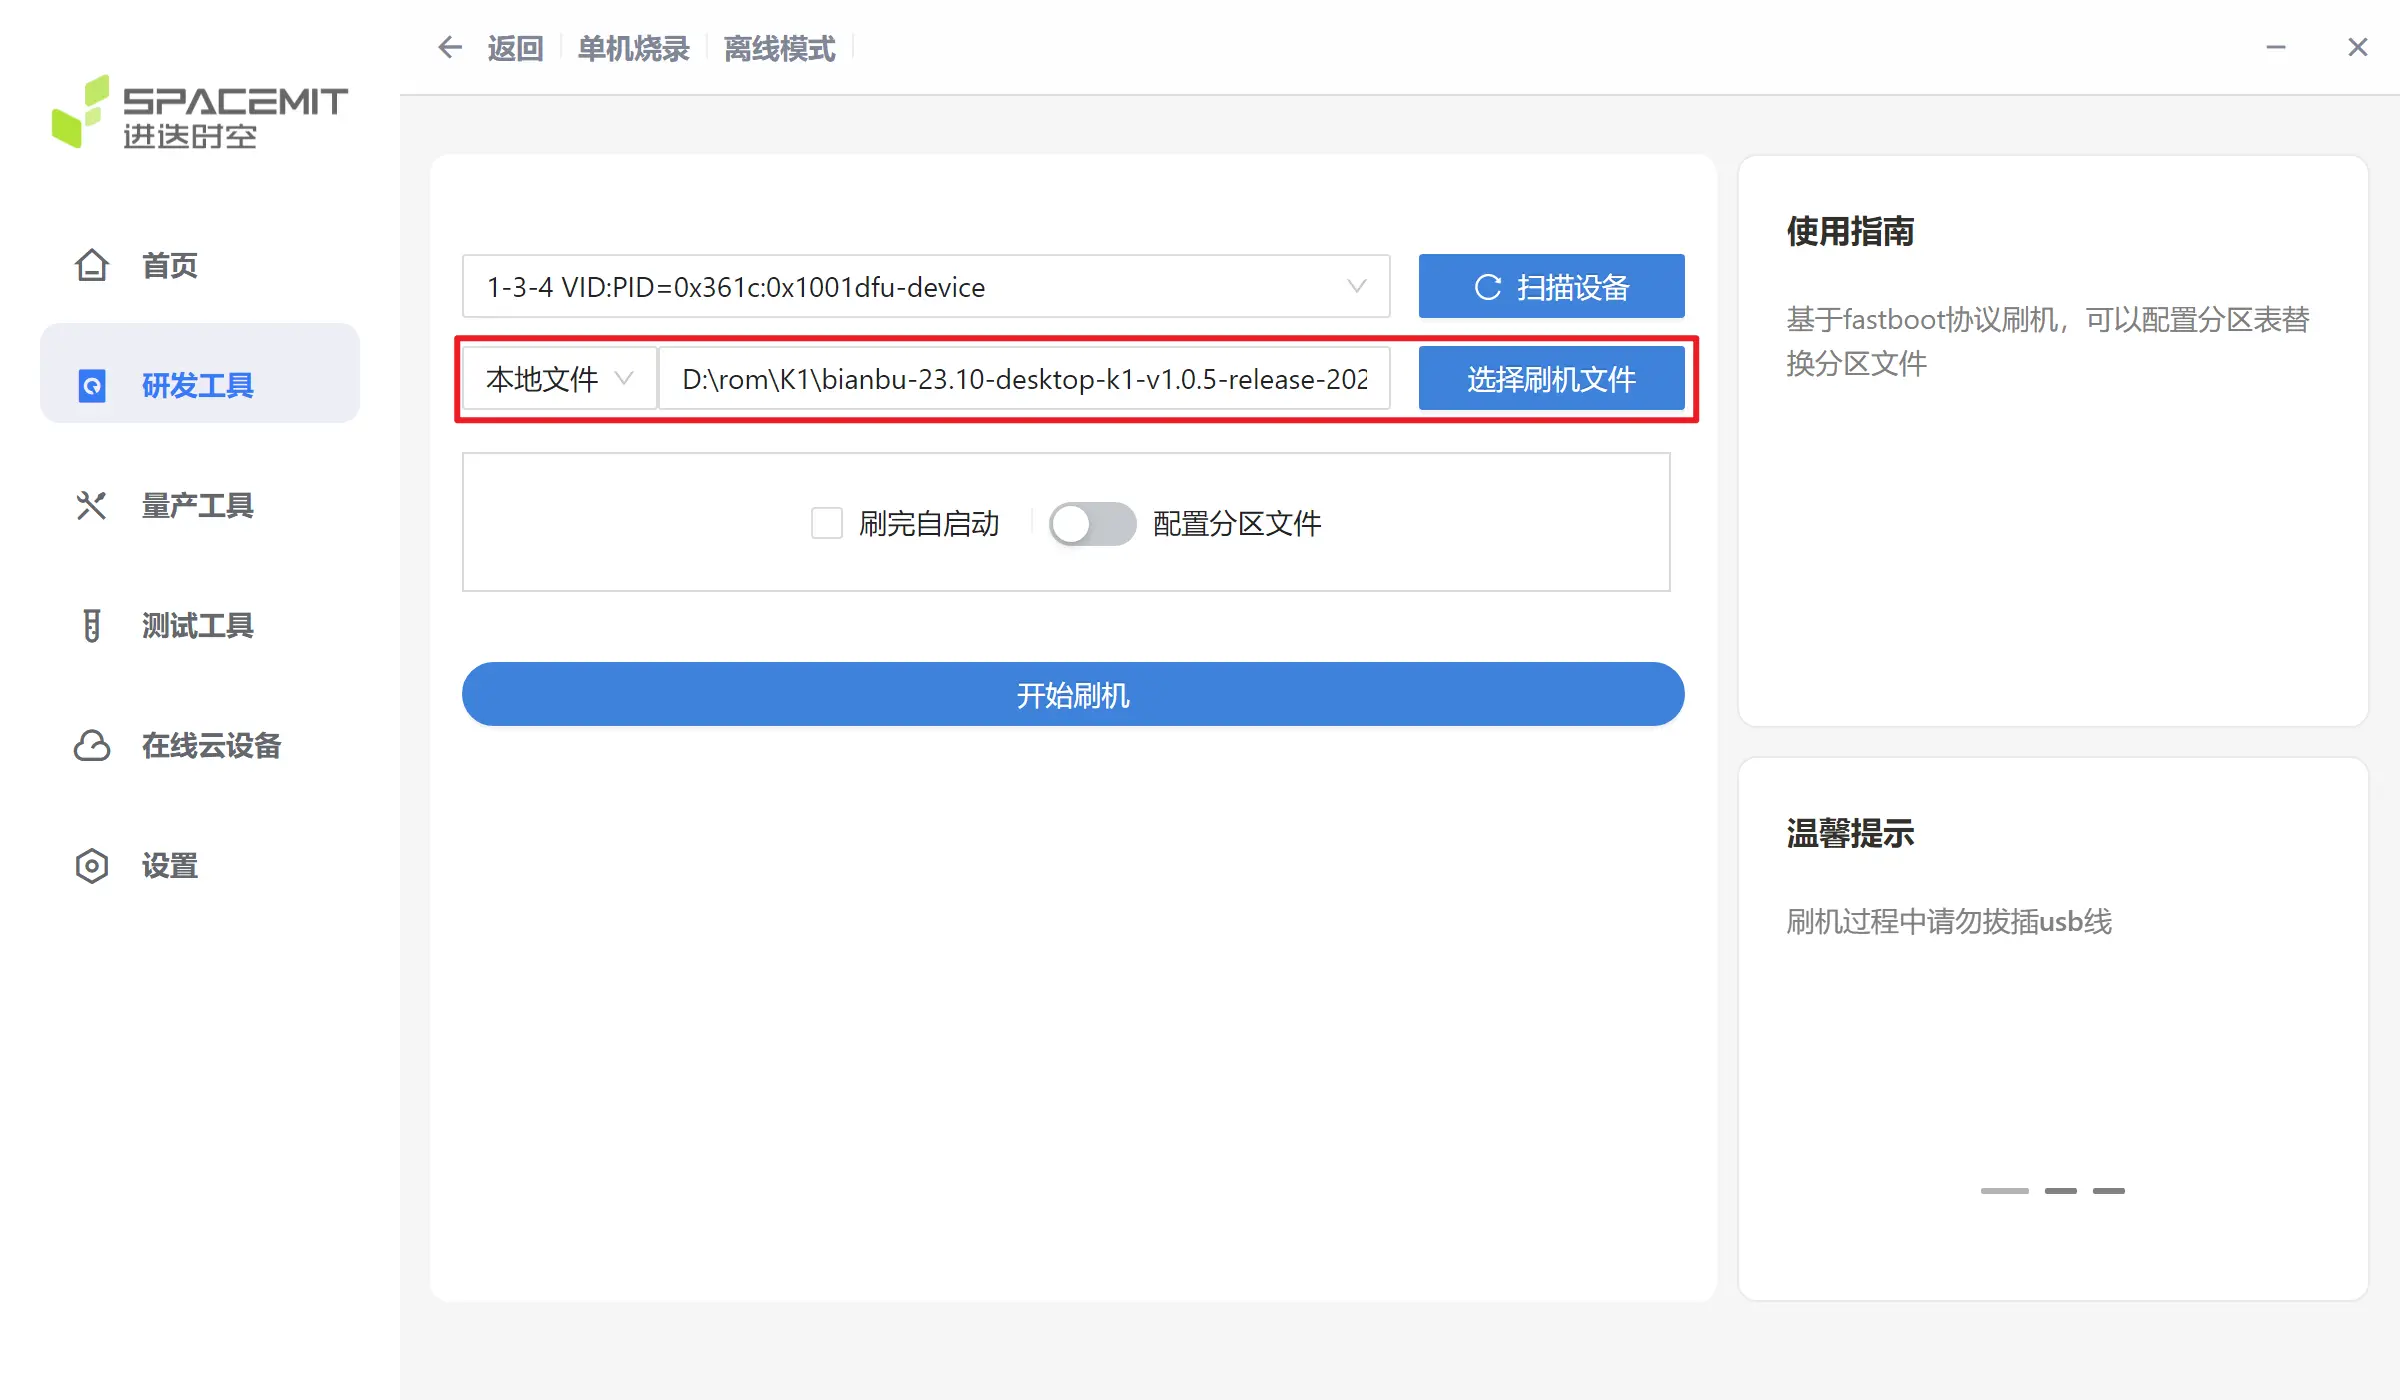 返回 单机烧录 离线模式
SPACEMIT
进迭时空
首页
研发工具
量产工具
测试工具
在线云设备
设置
1-3-4 VID:PID=0x361c:0x1001dfu-device
扫描设备
本地文件
D:\rom\K1\bianbu-23.10-desktop-k1-v1.0.5-release-202
选择刷机文件
刷完自启动
配置分区文件
开始刷机
使用指南
基于fastboot协议刷机，可以配置分区表替
换分区文件
温馨提示
刷机过程中请勿拔插usb线